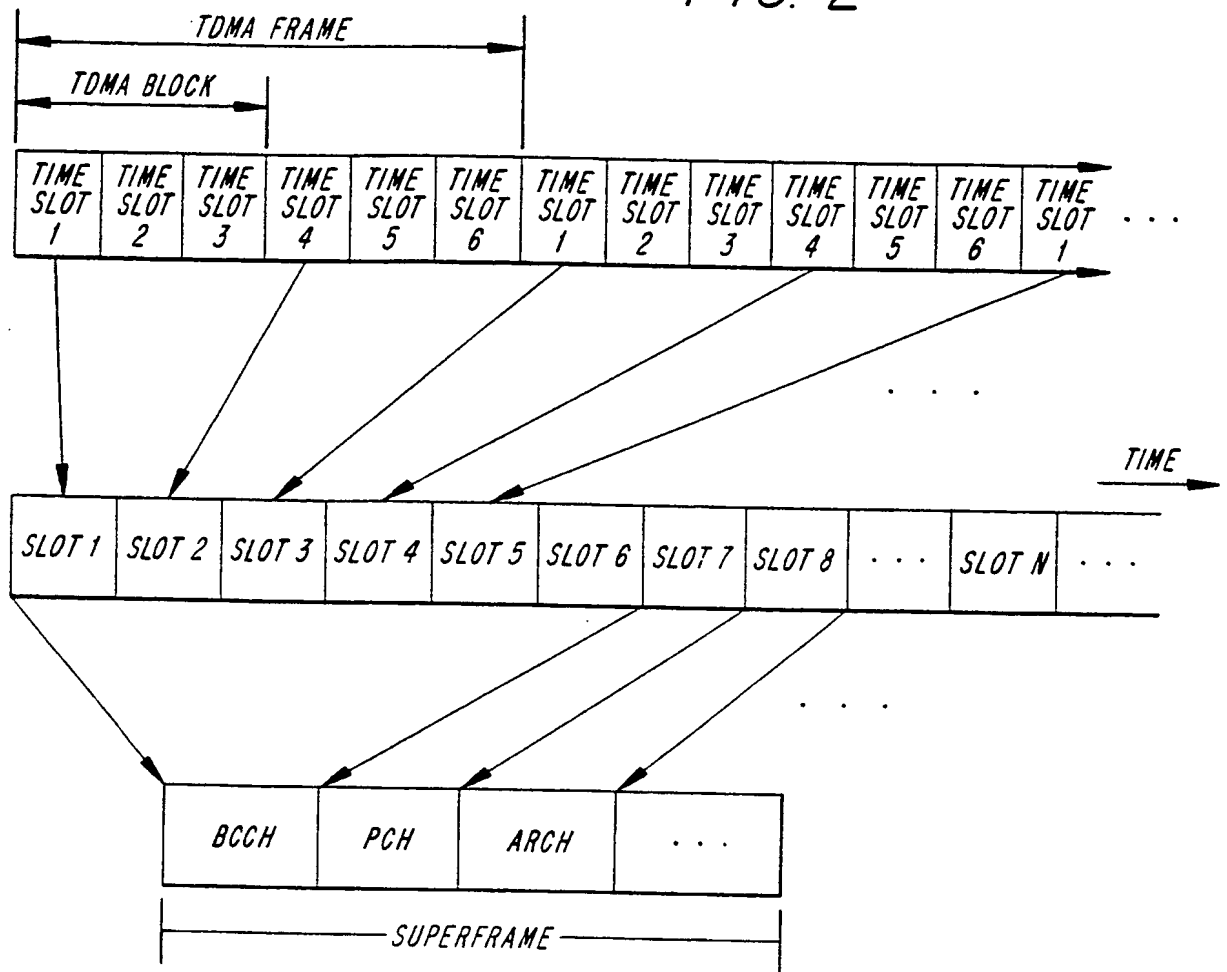 FIG. 2
TDMA FRAME
TDMA BLOCK
TIME SLOT 1 TIME SLOT 2 TIME SLOT 3 TIME SLOT 4 TIME SLOT 5 TIME SLOT 6 TIME SLOT 1 TIME SLOT 2 TIME SLOT 3 TIME SLOT 4 TIME SLOT 5 TIME SLOT 6 TIME SLOT 1 . . .
. . .
TIME
SLOT 1 SLOT 2 SLOT 3 SLOT 4 SLOT 5 SLOT 6 SLOT 7 SLOT 8 . . . SLOT N . . .
. . .
BCCH PCH ARCH . . .
SUPERFRAME